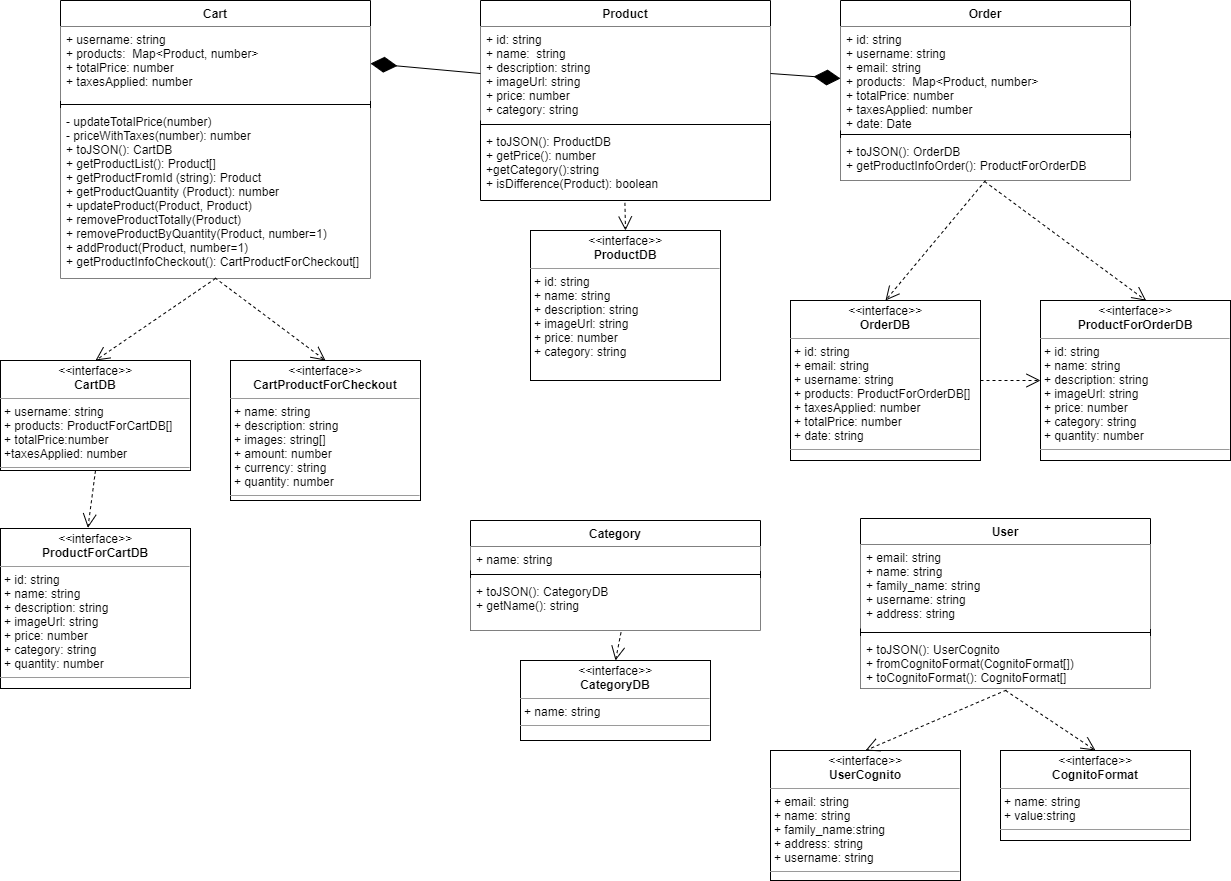 Cart
+ username: string
+ products:  Map<Product, number>
+ totalPrice: number
+ taxesApplied: number
- updateTotalPrice(number)
- priceWithTaxes(number): number
+ toJSON(): CartDB
+ getProductList(): Product[]
+ getProductFromId (string): Product
+ getProductQuantity (Product): number
+ updateProduct(Product, Product)
+ removeProductTotally(Product)
+ removeProductByQuantity(Product, number=1)
+ addProduct(Product, number=1)
+ getProductInfoCheckout(): CartProductForCheckout[]
Product
+ id: string
+ name:  string
+ description: string
+ imageUrl: string
+ price: number
+ category: string
+ toJSON(): ProductDB
+ getPrice(): number
+getCategory():string
+ isDifference(Product): boolean
Order
+ id: string
+ username: string
+ email: string
+ products:  Map<Product, number>
+ totalPrice: number
+ taxesApplied: number
+ date: Date
+ toJSON(): OrderDB
+ getProductInfoOrder(): ProductForOrderDB
<<interface>>
ProductDB
+ id: string
+ name: string
+ description: string
+ imageUrl: string
+ price: number
+ category: string
<<interface>>
OrderDB
+ id: string
+ email: string
+ username: string
+ products: ProductForOrderDB[]
+ taxesApplied: number
+ totalPrice: number
+ date: string
<<interface>>
ProductForOrderDB
+ id: string
+ name: string
+ description: string
+ imageUrl: string
+ price: number
+ category: string
+ quantity: number
<<interface>>
CartDB
+ username: string
+ products: ProductForCartDB[]
+ totalPrice:number
+taxesApplied: number
<<interface>>
CartProductForCheckout
+ name: string
+ description: string
+ images: string[]
+ amount: number
+ currency: string
+ quantity: number
<<interface>>
ProductForCartDB
+ id: string
+ name: string
+ description: string
+ imageUrl: string
+ price: number
+ category: string
+ quantity: number
Category
+ name: string
+ toJSON(): CategoryDB
+ getName(): string
<<interface>>
CategoryDB
+ name: string
User
+ email: string
+ name: string
+ family_name: string
+ username: string
+ address: string
+ toJSON(): UserCognito
+ fromCognitoFormat(CognitoFormat[])
+ toCognitoFormat(): CognitoFormat[]
<<interface>>
UserCognito
+ email: string
+ name: string
+ family_name:string
+ address: string
+ username: string
<<interface>>
CognitoFormat
+ name: string
+ value:string